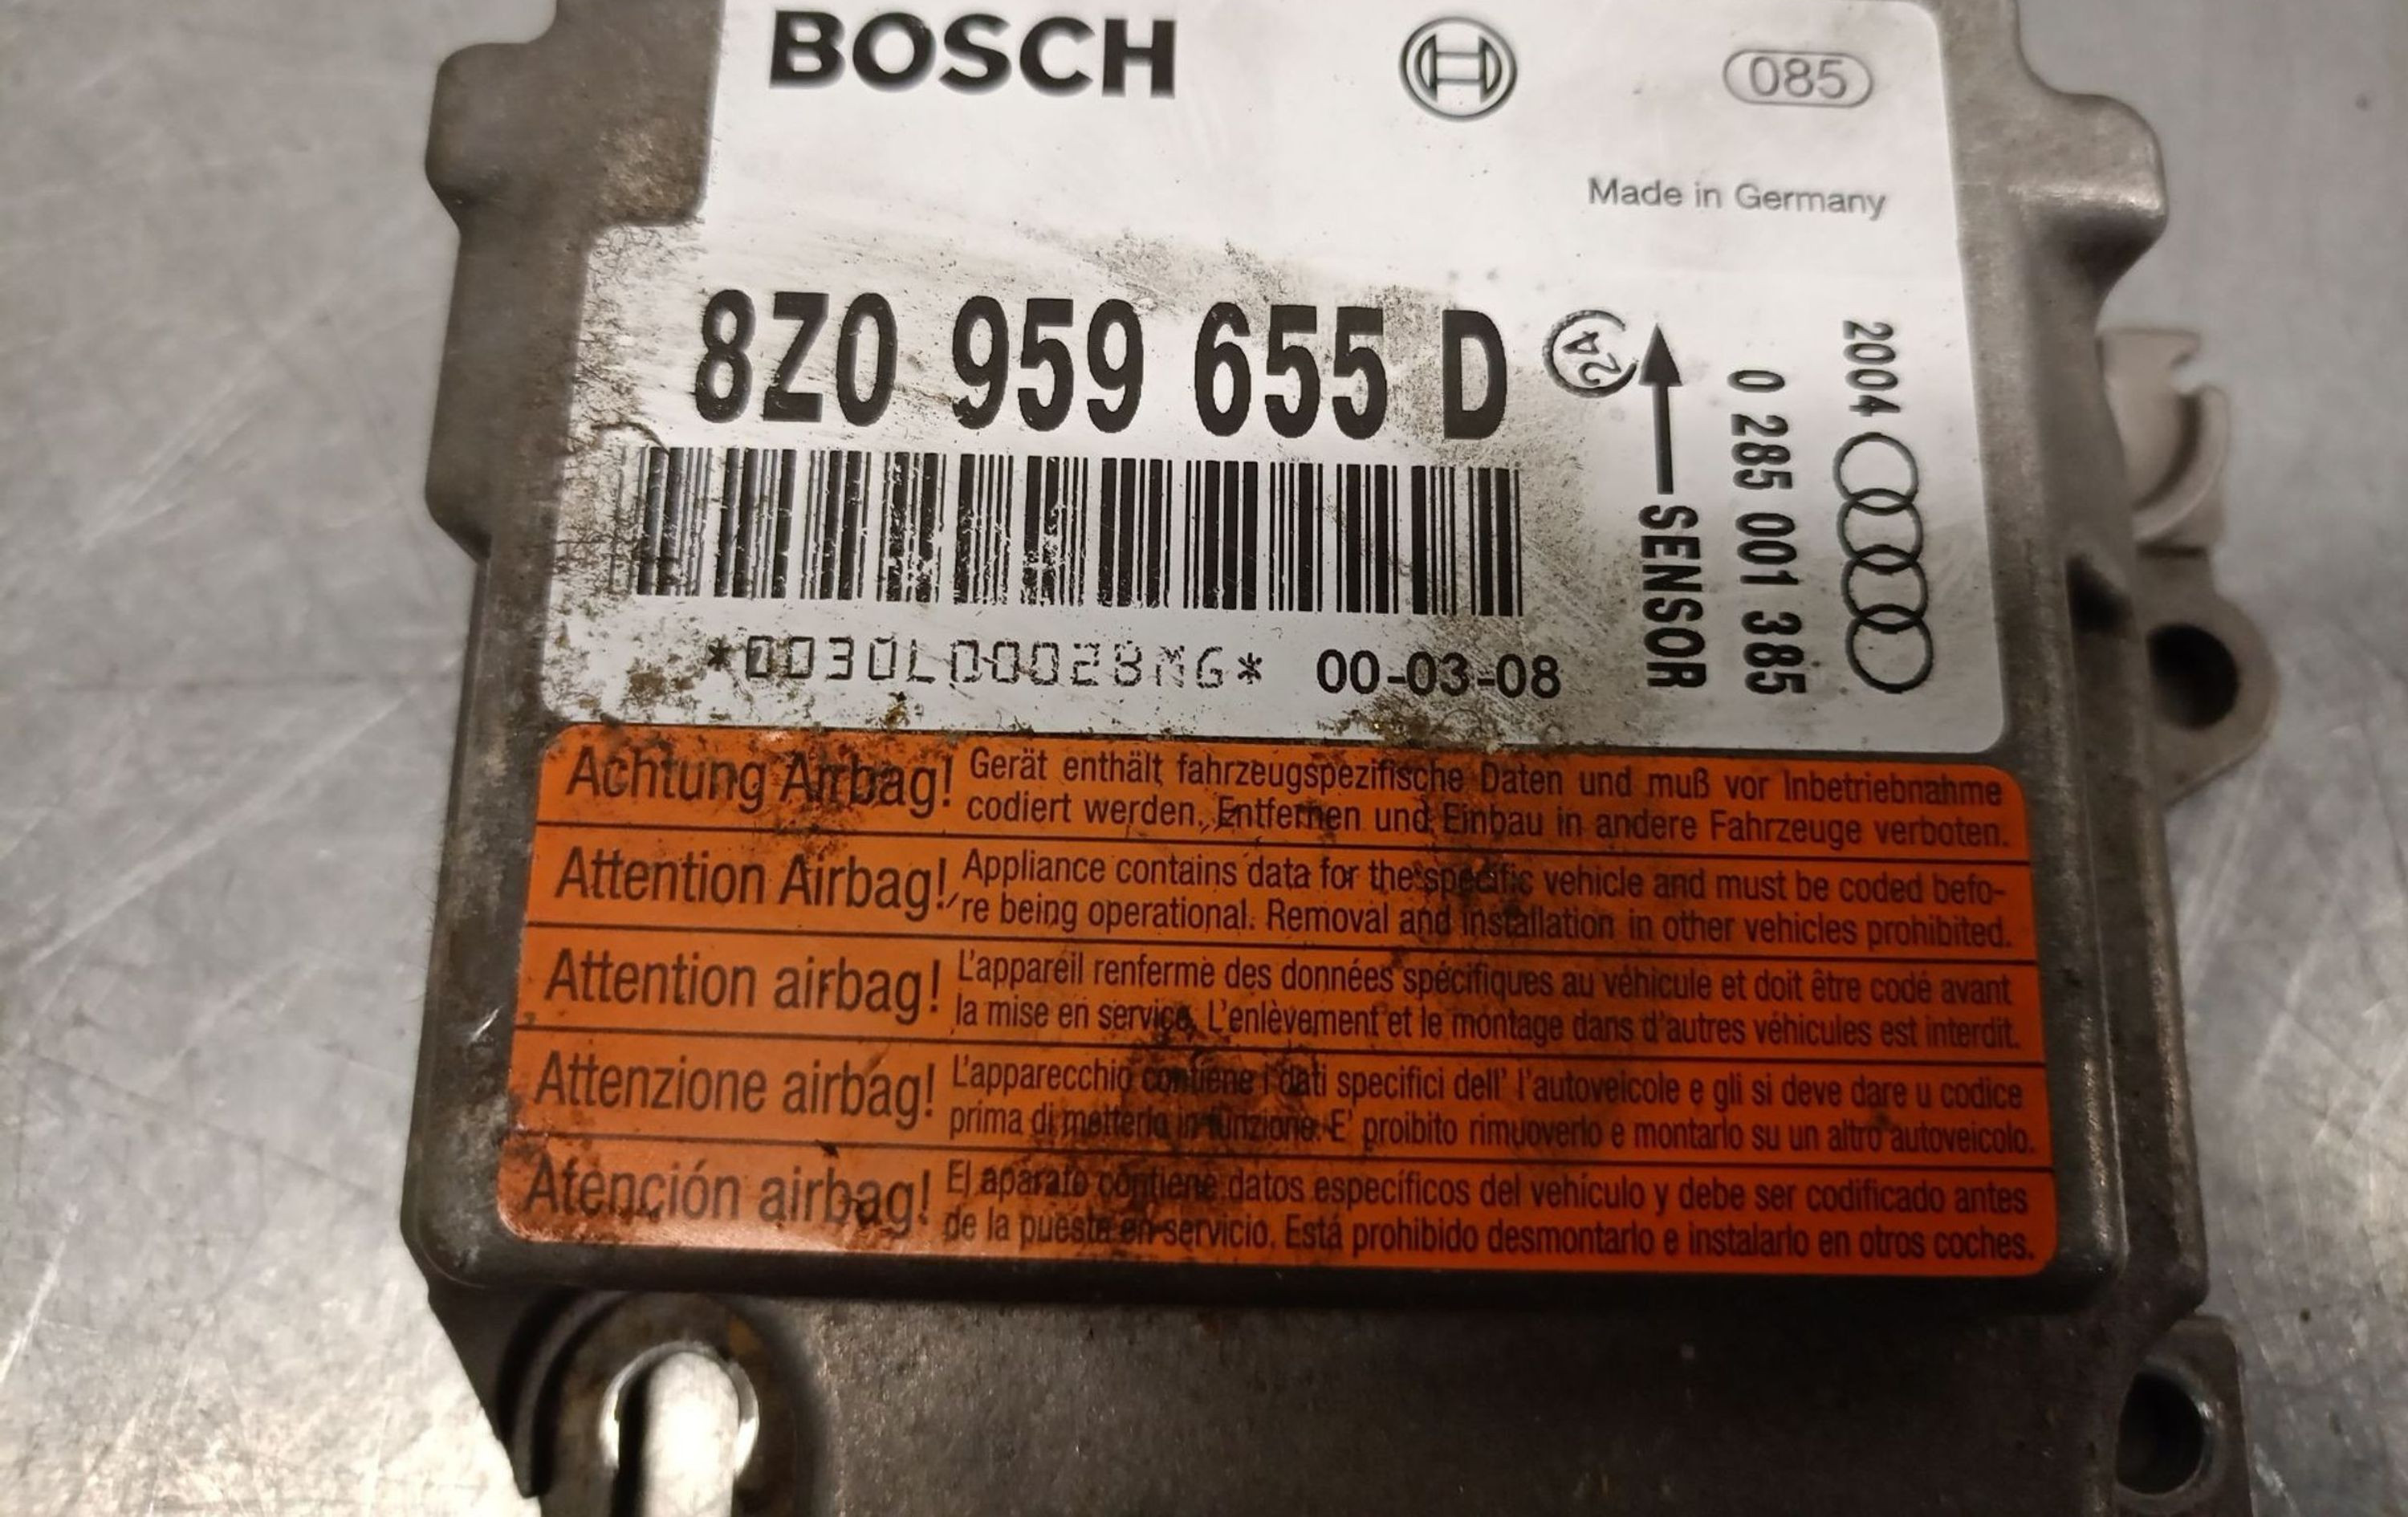 BOSCH
085
Made in Germany
8Z0 959 655 D
24
SENSOR
0 285 001 385
2004
*0030L00028MG* 00-03-08
Achtung Airbag! Gerät enthält fahrzeugspezifische Daten und muß vor Inbetriebnahme
codiert werden. Entfernen und Einbau in andere Fahrzeuge verboten.
Attention Airbag! Appliance contains data for the specific vehicle and must be coded befo-
re being operational. Removal and installation in other vehicles prohibited.
Attention airbag! L'appareil renferme des données spécifiques au véhicule et doit être codé avant
la mise en service. L'enlèvement et le montage dans d'autres véhicules est interdit.
Attenzione airbag! L'apparecchio contiene i dati specifici dell' l'autoveicole e gli si deve dare u codice
prima di metterlo in funzione. E' proibito rimuoverlo e montarlo su un altro autoveicolo.
Atención airbag! El aparato contiene datos específicos del vehículo y debe ser codificado antes
de la puesta en servicio. Está prohibido desmontarlo e instalarlo en otros coches.